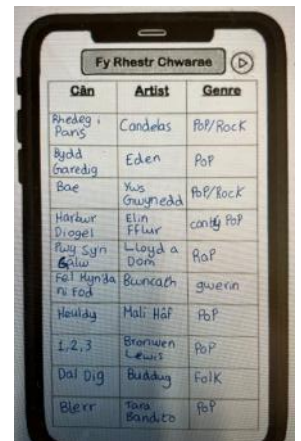 Fy Rhestr Chwarae
Cân Artist Genre
Rhedeg i Candelas Pop/Rock
Paris
Bydd Eden Pop
Garedig
Bae Yws Pop/Rock
Gwynedd
Harbwr Elin Pop
Diogel Fflur
Pwy sy'n Lloyd a Rap
Galw Dom
Fel Hyn 'da Bwncath gwerin
ni Fod
Heuldy Mali Hâf Pop
1,2,3 Bronwen Pop
Lewis
Dal Dig Buddug Folk
Blerr Tara Pop
Bandito